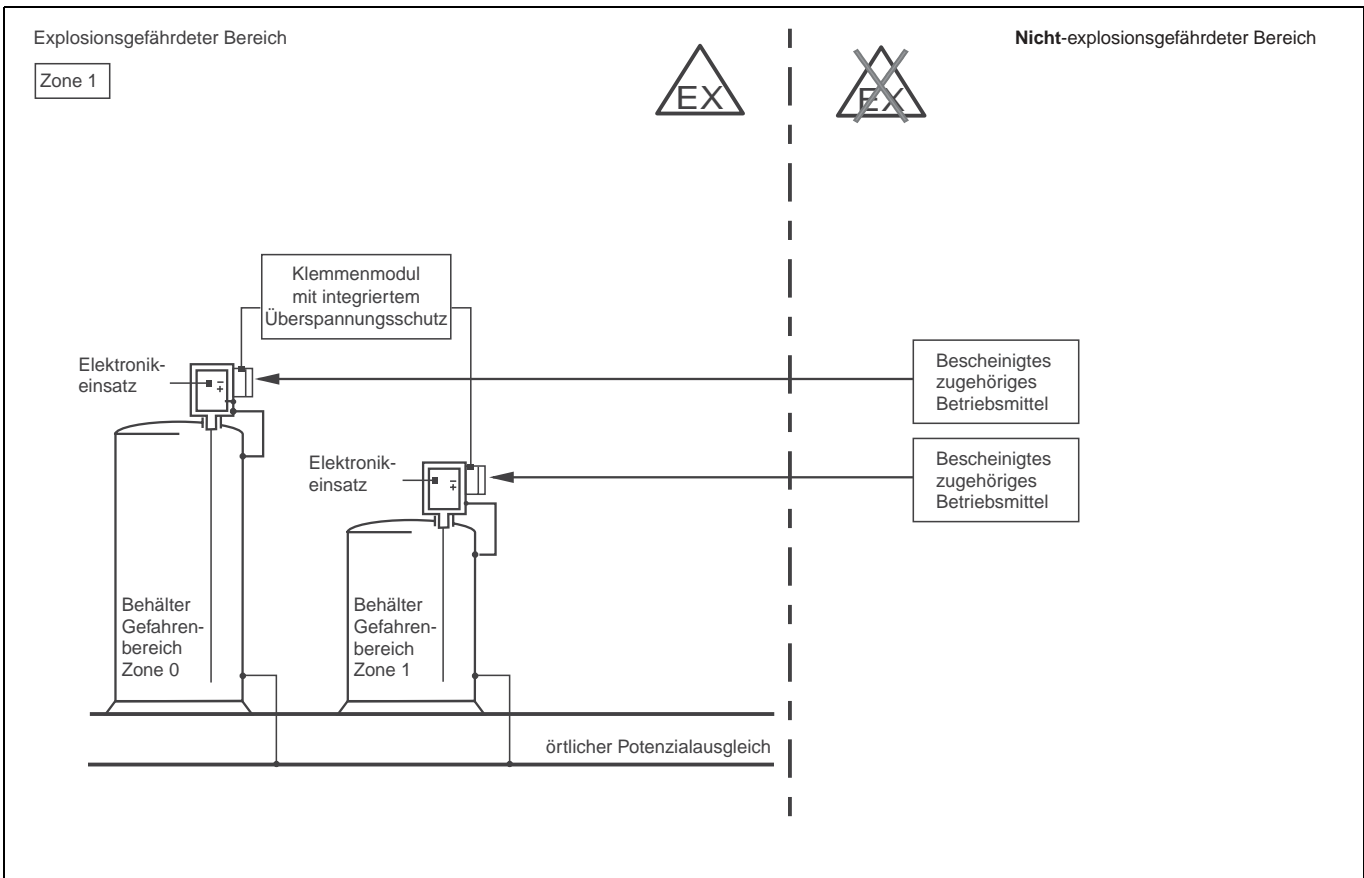 Explosionsgefährdeter Bereich
Nicht-explosionsgefährdeter Bereich
Zone 1
EX
EX
Klemmenmodul
mit integriertem
Überspannungsschutz
Elektronik-
einsatz
Bescheinigtes
zugehöriges
Betriebsmittel
Elektronik-
einsatz
Bescheinigtes
zugehöriges
Betriebsmittel
Behälter
Gefahren-
bereich
Zone 0
Behälter
Gefahren-
bereich
Zone 1
örtlicher Potenzialausgleich